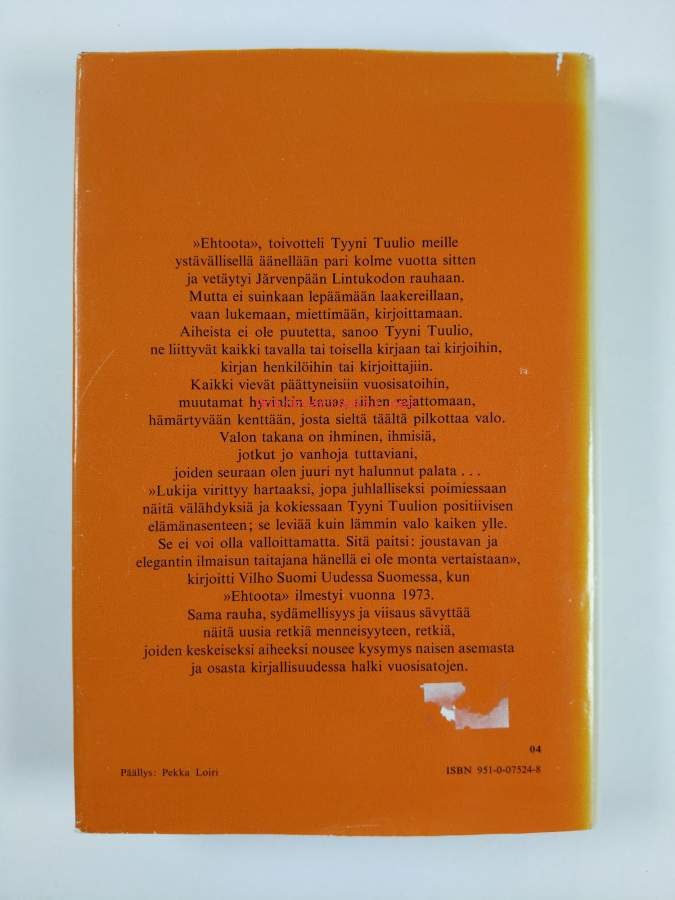 »Ehtoota», toivotteli Tyyni Tuulio meille
ystävällisellä äänellään pari kolme vuotta sitten
ja vetäytyi Järvenpään Lintukodon rauhaan.
Mutta ei suinkaan lepäämään laakereillaan,
vaan lukemaan, miettimään, kirjoittamaan.
Aiheista ei ole puutetta, sanoo Tyyni Tuulio,
ne liittyvät kaikki tavalla tai toisella kirjaan tai kirjoihin,
kirjan henkilöihin tai kirjoittajiin.
Kaikki vievät päättyneisiin vuosisatoihin,
muutamat hyvinkin kauas, siihen rajattomaan,
hämärtyvään kenttään, josta sieltä täältä pilkottaa valo.
Valon takana on ihminen, ihmisiä,
jotkut jo vanhoja tuttaviani,
joiden seuraan olen juuri nyt halunnut palata . . .
»Lukija virittyy hartaaksi, jopa juhlalliseksi poimiessaan
näitä välähdyksiä ja kokiessaan Tyyni Tuulion positiivisen
elämänasenteen; se leviää kuin lämmin valo kaiken ylle.
Se ei voi olla valloittamatta. Sitä paitsi: joustavan ja
elegantin ilmaisun taitajana hänellä ei ole monta vertaistaan»,
kirjoitti Vilho Suomi Uudessa Suomessa, kun
»Ehtoota» ilmestyi vuonna 1973.
Sama rauha, sydämellisyys ja viisaus sävyttää
näitä uusia retkiä menneisyyteen, retkiä,
joiden keskeiseksi aiheeksi nousee kysymys naisen asemasta
ja osasta kirjallisuudessa halki vuosisatojen.
04
Päällys: Pekka Loiri
ISBN 951-0-07524-8